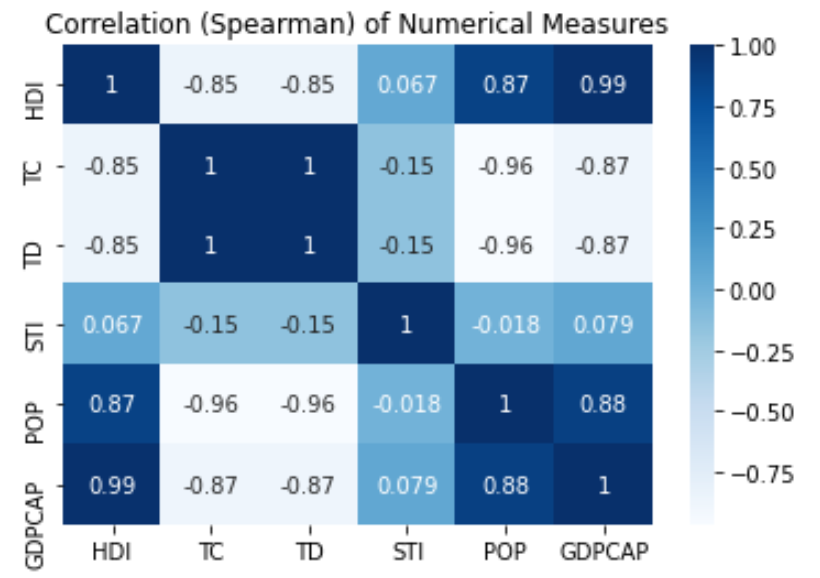 Correlation (Spearman) of Numerical Measures
HDI 1 -0.85 -0.85 0.067 0.87 0.99
TC -0.85 1 1 -0.15 -0.96 -0.87
TD -0.85 1 1 -0.15 -0.96 -0.87
STI 0.067 -0.15 -0.15 1 -0.018 0.079
POP 0.87 -0.96 -0.96 -0.018 1 0.88
GDPCAP 0.99 -0.87 -0.87 0.079 0.88 1
HDI TC TD STI POP GDPCAP
1.00
0.75
0.50
0.25
0.00
−0.25
−0.50
−0.75